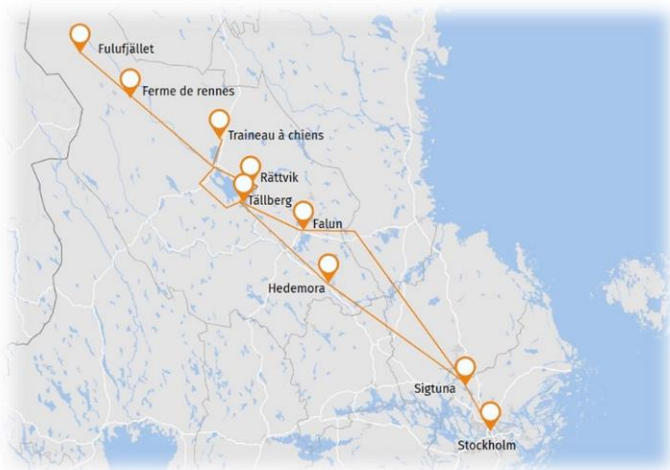 Fulufjället
Ferme de rennes
Traineau à chiens
Rättvik
Tällberg
Falun
Hedemora
Sigtuna
Stockholm